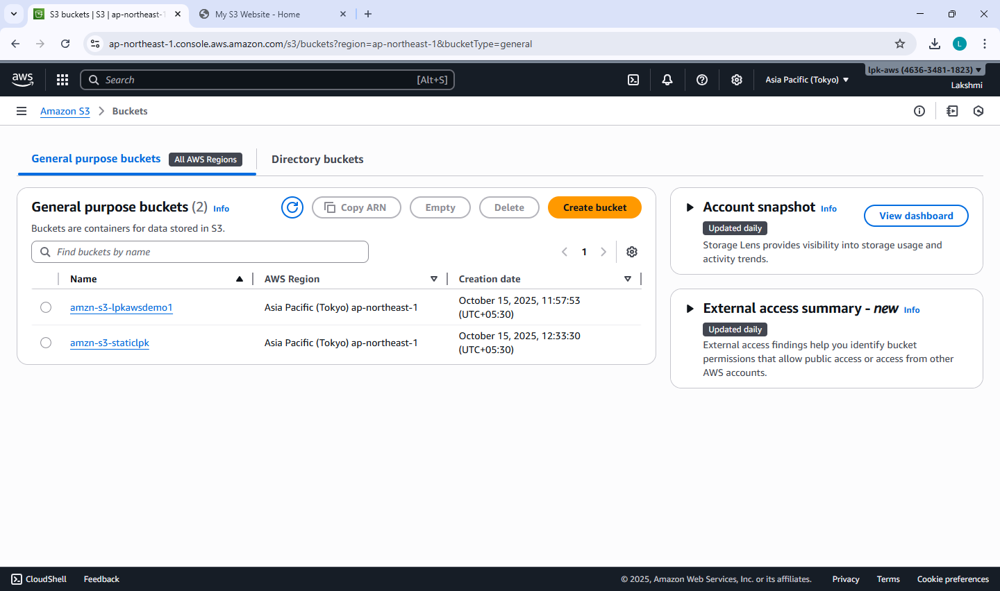 S3 buckets | S3 | ap-northeast-1
My S3 Website - Home
ap-northeast-1.console.aws.amazon.com/s3/buckets?region=ap-northeast-1&bucketType=general
L
aws
Search
[Alt+S]
Asia Pacific (Tokyo)
lpk-aws (4636-3481-1823)
Lakshmi
Amazon S3
Buckets
General purpose buckets
All AWS Regions
Directory buckets
General purpose buckets (2) Info
Copy ARN
Empty
Delete
Create bucket
Buckets are containers for data stored in S3.
Find buckets by name
1
Name
AWS Region
Creation date
amzn-s3-lpkawsdemo1
Asia Pacific (Tokyo) ap-northeast-1
October 15, 2025, 11:57:53
(UTC+05:30)
amzn-s3-staticlpk
Asia Pacific (Tokyo) ap-northeast-1
October 15, 2025, 12:33:30
(UTC+05:30)
Account snapshot Info
View dashboard
Updated daily
Storage Lens provides visibility into storage usage and
activity trends.
External access summary - new Info
Updated daily
External access findings help you identify bucket
permissions that allow public access or access from other
AWS accounts.
CloudShell
Feedback
© 2025, Amazon Web Services, Inc. or its affiliates.
Privacy
Terms
Cookie preferences